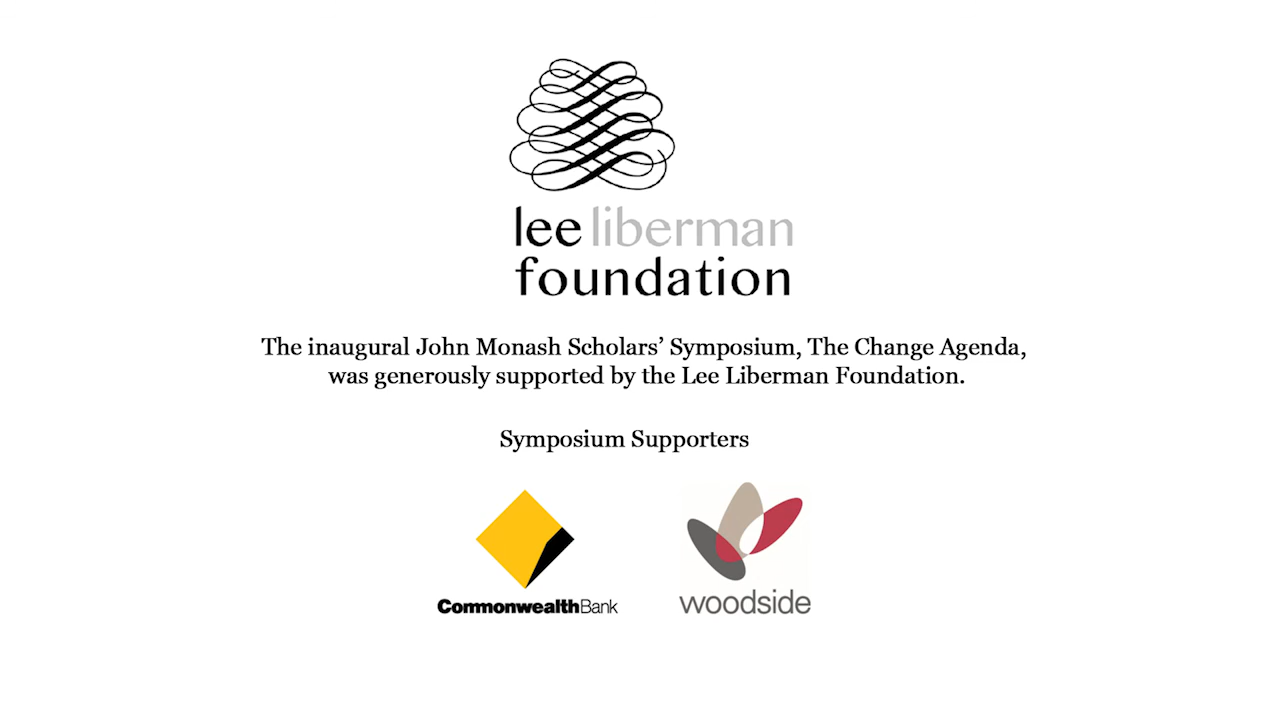 lee liberman
foundation
The inaugural John Monash Scholars’ Symposium, The Change Agenda,
was generously supported by the Lee Liberman Foundation.
Symposium Supporters
CommonwealthBank
woodside